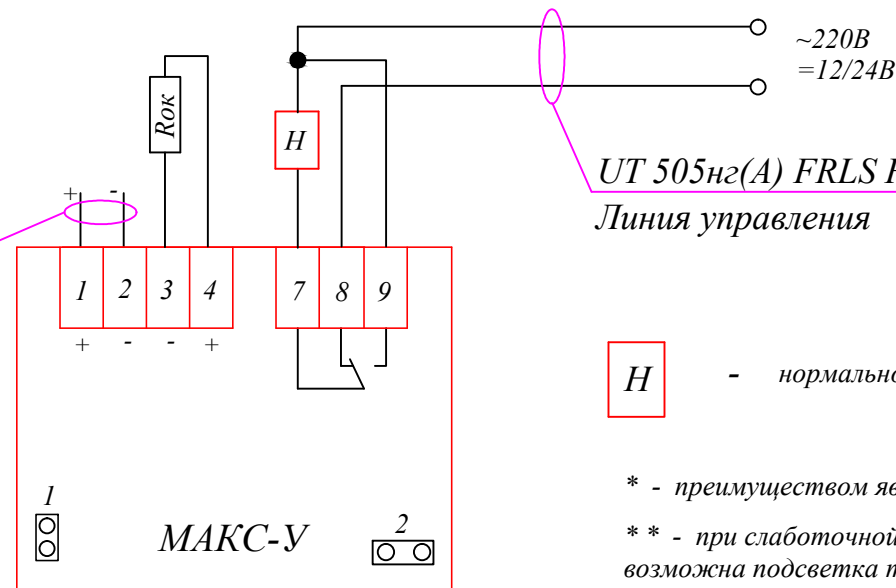 ~220В
=12/24В
Rок
Н
UT 505нг(А) FRLS
Линия управления
+ -
1 2 3 4 7 8 9
+ - - +
Н - нормально
* - преимуществом
1 МАКС-У 2
* * - при слаботочной
возможна подсветка